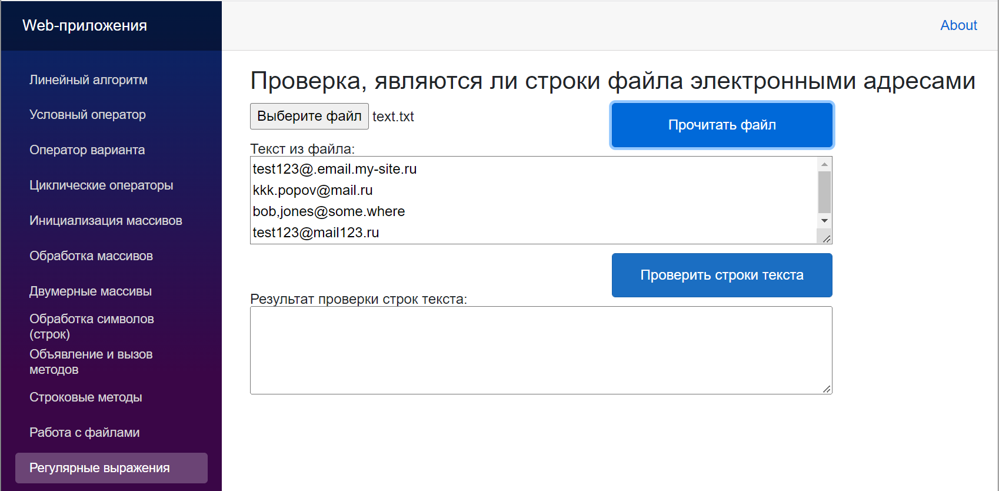 Web-приложения
About
Линейный алгоритм
Условный оператор
Оператор варианта
Циклические операторы
Инициализация массивов
Обработка массивов
Двумерные массивы
Обработка символов
(строк)
Объявление и вызов
методов
Строковые методы
Работа с файлами
Регулярные выражения
Проверка, являются ли строки файла электронными адресами
Выберите файл text.txt
Прочитать файл
Текст из файла:
test123@.email.my-site.ru
kkk.popov@mail.ru
bob,jones@some.where
test123@mail123.ru
Проверить строки текста
Результат проверки строк текста: